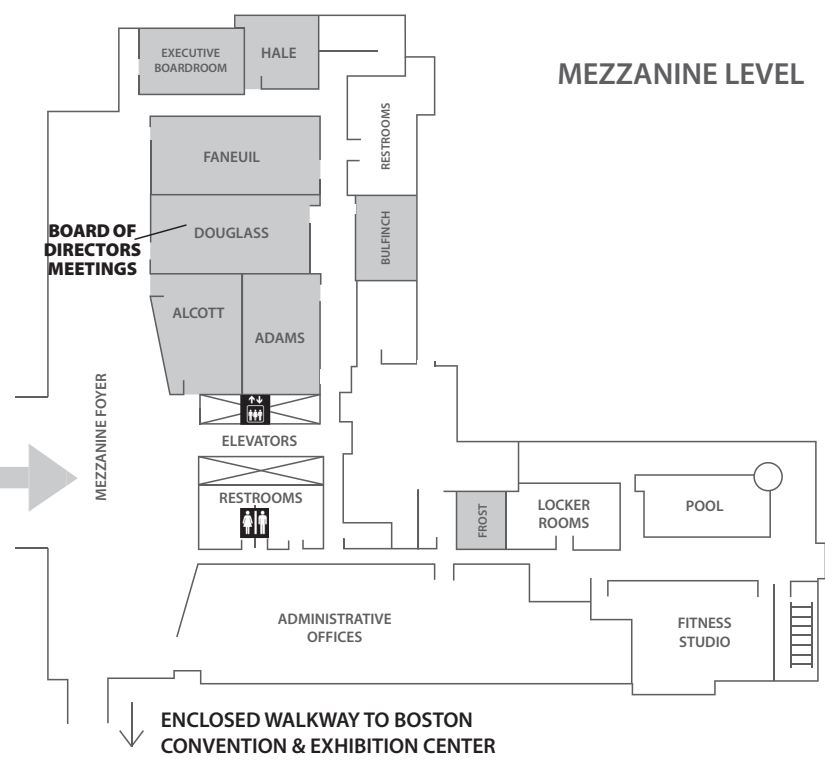 MEZZANINE LEVEL
EXECUTIVE
BOARDROOM
HALE
RESTROOMS
FANEUIL
BOARD OF
DIRECTORS
MEETINGS
DOUGLASS
BULFINCH
ALCOTT
ADAMS
MEZZANINE FOYER
ELEVATORS
RESTROOMS
FROST
LOCKER
ROOMS
POOL
ADMINISTRATIVE
OFFICES
FITNESS
STUDIO
ENCLOSED WALKWAY TO BOSTON
CONVENTION & EXHIBITION CENTER